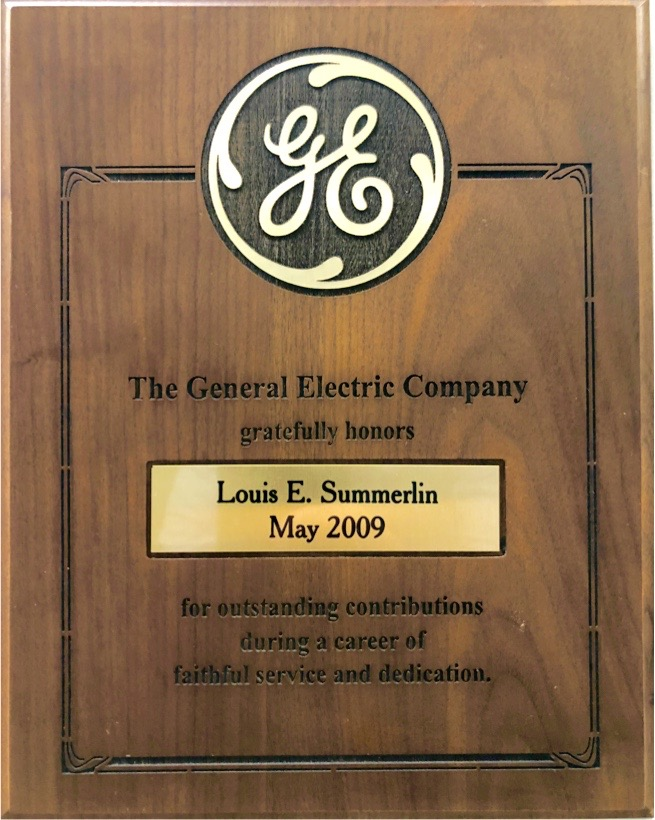 GE
The General Electric Company
gratefully honors
Louis E. Summerlin
May 2009
for outstanding contributions
during a career of
faithful service and dedication.